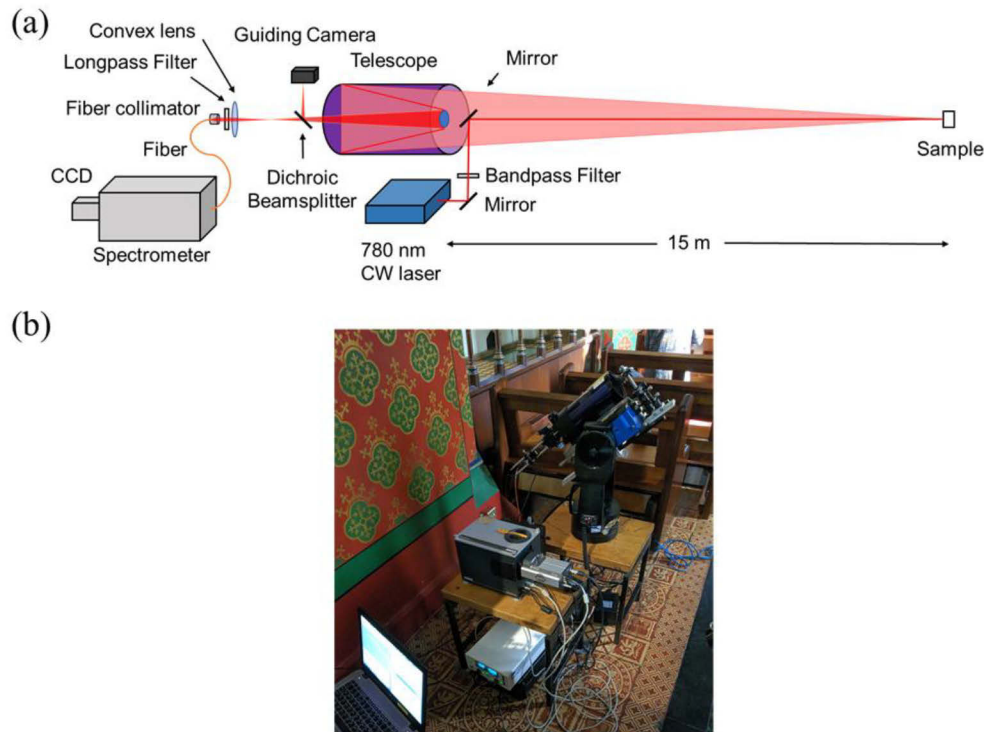 (a)
Convex lens
Longpass Filter
Fiber collimator
Fiber
CCD
Spectrometer
Guiding Camera
Telescope
Mirror
Dichroic
Beamsplitter
Bandpass Filter
Mirror
780 nm
CW laser
15 m
Sample
(b)